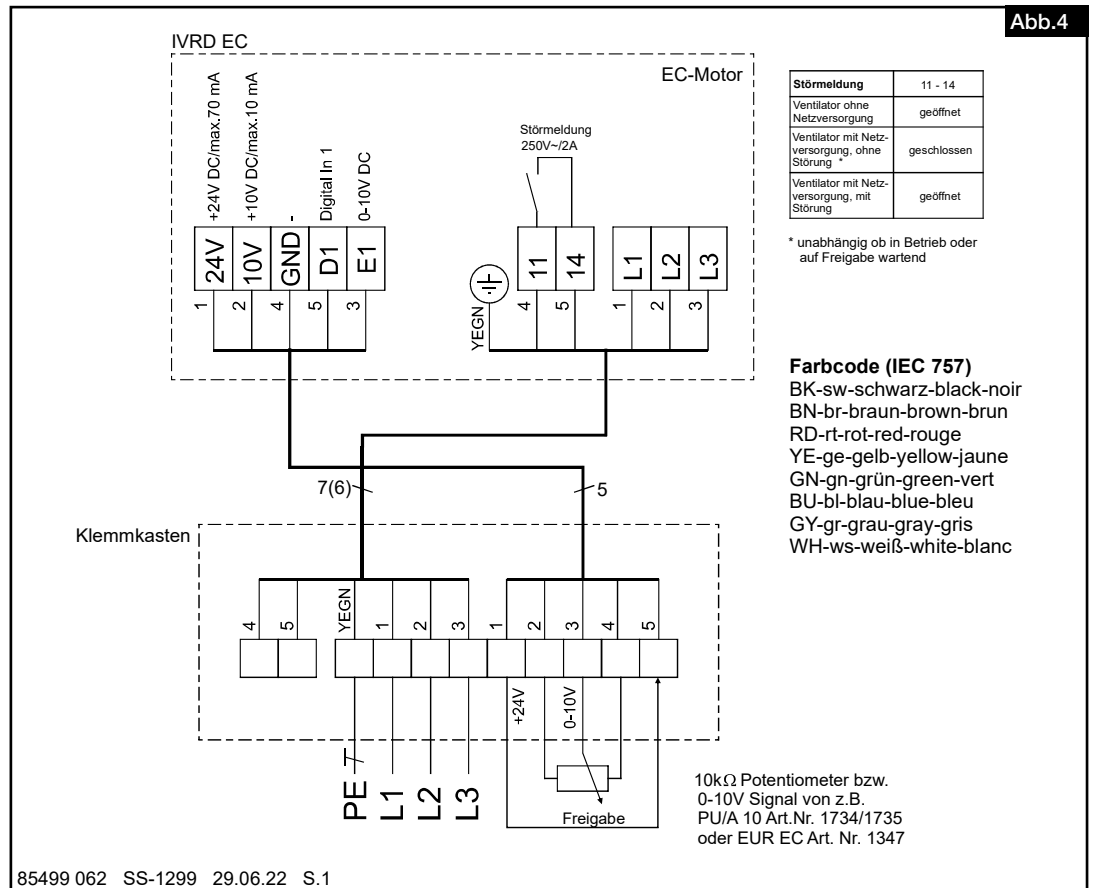 Abb.4
IVRD EC
EC-Motor
+24V DC/max.70 mA
+10V DC/max.10 mA
-
Digital In 1
0-10V DC
Störmeldung
250V~/2A
24V
10V
GND
D1
E1
11
14
L1
L2
L3
1
2
4
5
3
YEGN
4
5
1
2
3
Störmeldung
11 - 14
Ventilator ohne
Netzversorgung
geöffnet
Ventilator mit Netz-
versorgung, ohne
Störung *
geschlossen
Ventilator mit Netz-
versorgung, mit
Störung
geöffnet
* unabhängig ob in Betrieb oder
auf Freigabe wartend
Farbcode (IEC 757)
BK-sw-schwarz-black-noir
BN-br-braun-brown-brun
RD-rt-rot-red-rouge
YE-ge-gelb-yellow-jaune
GN-gn-grün-green-vert
BU-bl-blau-blue-bleu
GY-gr-grau-gray-gris
WH-ws-weiß-white-blanc
7(6)
5
Klemmkasten
4
5
YEGN
1
2
3
1
2
3
4
5
+24V
0-10V
PE
L1
L2
L3
Freigabe
10kΩ Potentiometer bzw.
0-10V Signal von z.B.
PU/A 10 Art.Nr. 1734/1735
oder EUR EC Art. Nr. 1347
85499 062 SS-1299 29.06.22 S.1